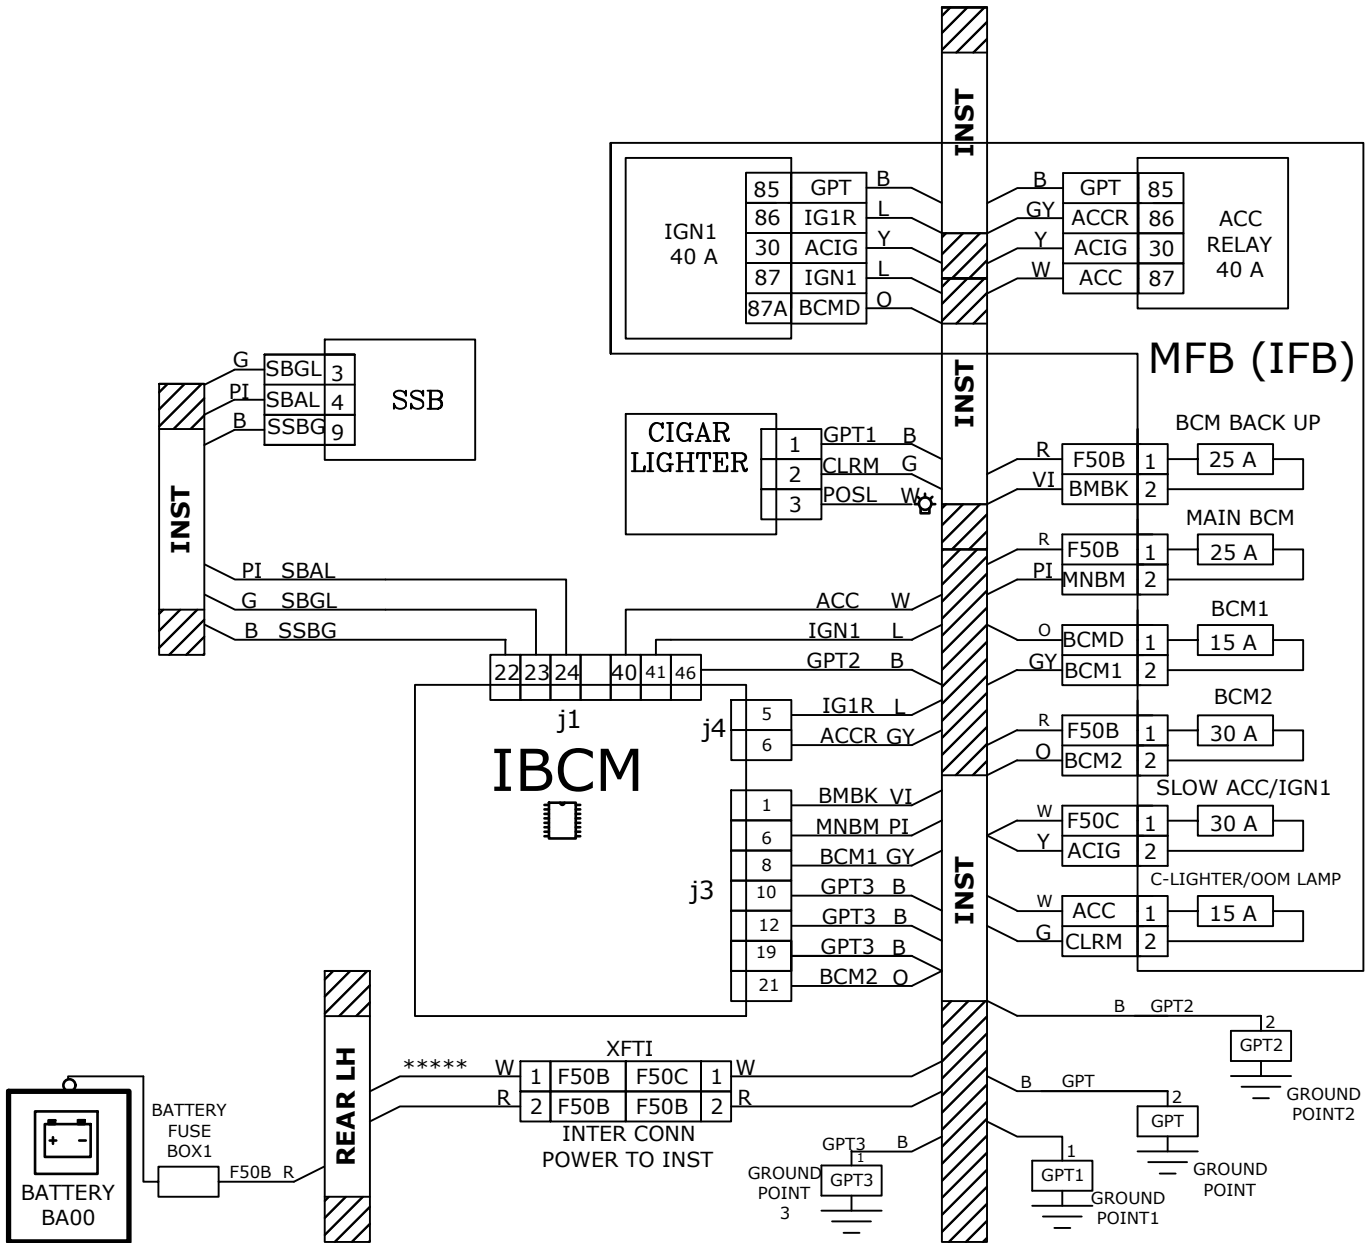 INST
IGN1
40 A
85 GPT B
86 IG1R L
30 ACIG Y
87 IGN1 L
87A BCMD O
B GPT 85
GY ACCR 86
Y ACIG 30
W ACC 87
ACC
RELAY
40 A
MFB (IFB)
INST
G SBGL 3
PI SBAL 4
B SSBG 9
SSB
INST
PI SBAL
G SBGL
B SSBG
CIGAR
LIGHTER
1 GPT1 B
2 CLRM G
3 POSL W
BCM BACK UP
R F50B 1 25 A
VI BMBK 2
MAIN BCM
R F50B 1 25 A
PI MNBM 2
BCM1
O BCMD 1 15 A
GY BCM1 2
BCM2
R F50B 1 30 A
O BCM2 2
SLOW ACC/IGN1
W F50C 1 30 A
Y ACIG 2
C-LIGHTER/OOM LAMP
W ACC 1 15 A
G CLRM 2
ACC W
IGN1 L
GPT2 B
22 23 24 40 41 46
j1
IBCM
j4
5 IG1R L
6 ACCR GY
j3
1 BMBK VI
6 MNBM PI
8 BCM1 GY
10 GPT3 B
12 GPT3 B
19 GPT3 B
21 BCM2 O
INST
REAR LH
XFTI
***** W 1 F50B F50C 1 W
R 2 F50B F50B 2 R
INTER CONN
POWER TO INST
BATTERY
BA00
BATTERY
FUSE
BOX1
F50B R
GPT3 B
1
GPT3
GROUND
POINT
3
B GPT2
2
GPT2
GROUND
POINT2
B GPT
2
GPT
GROUND
POINT
1
GPT1
GROUND
POINT1